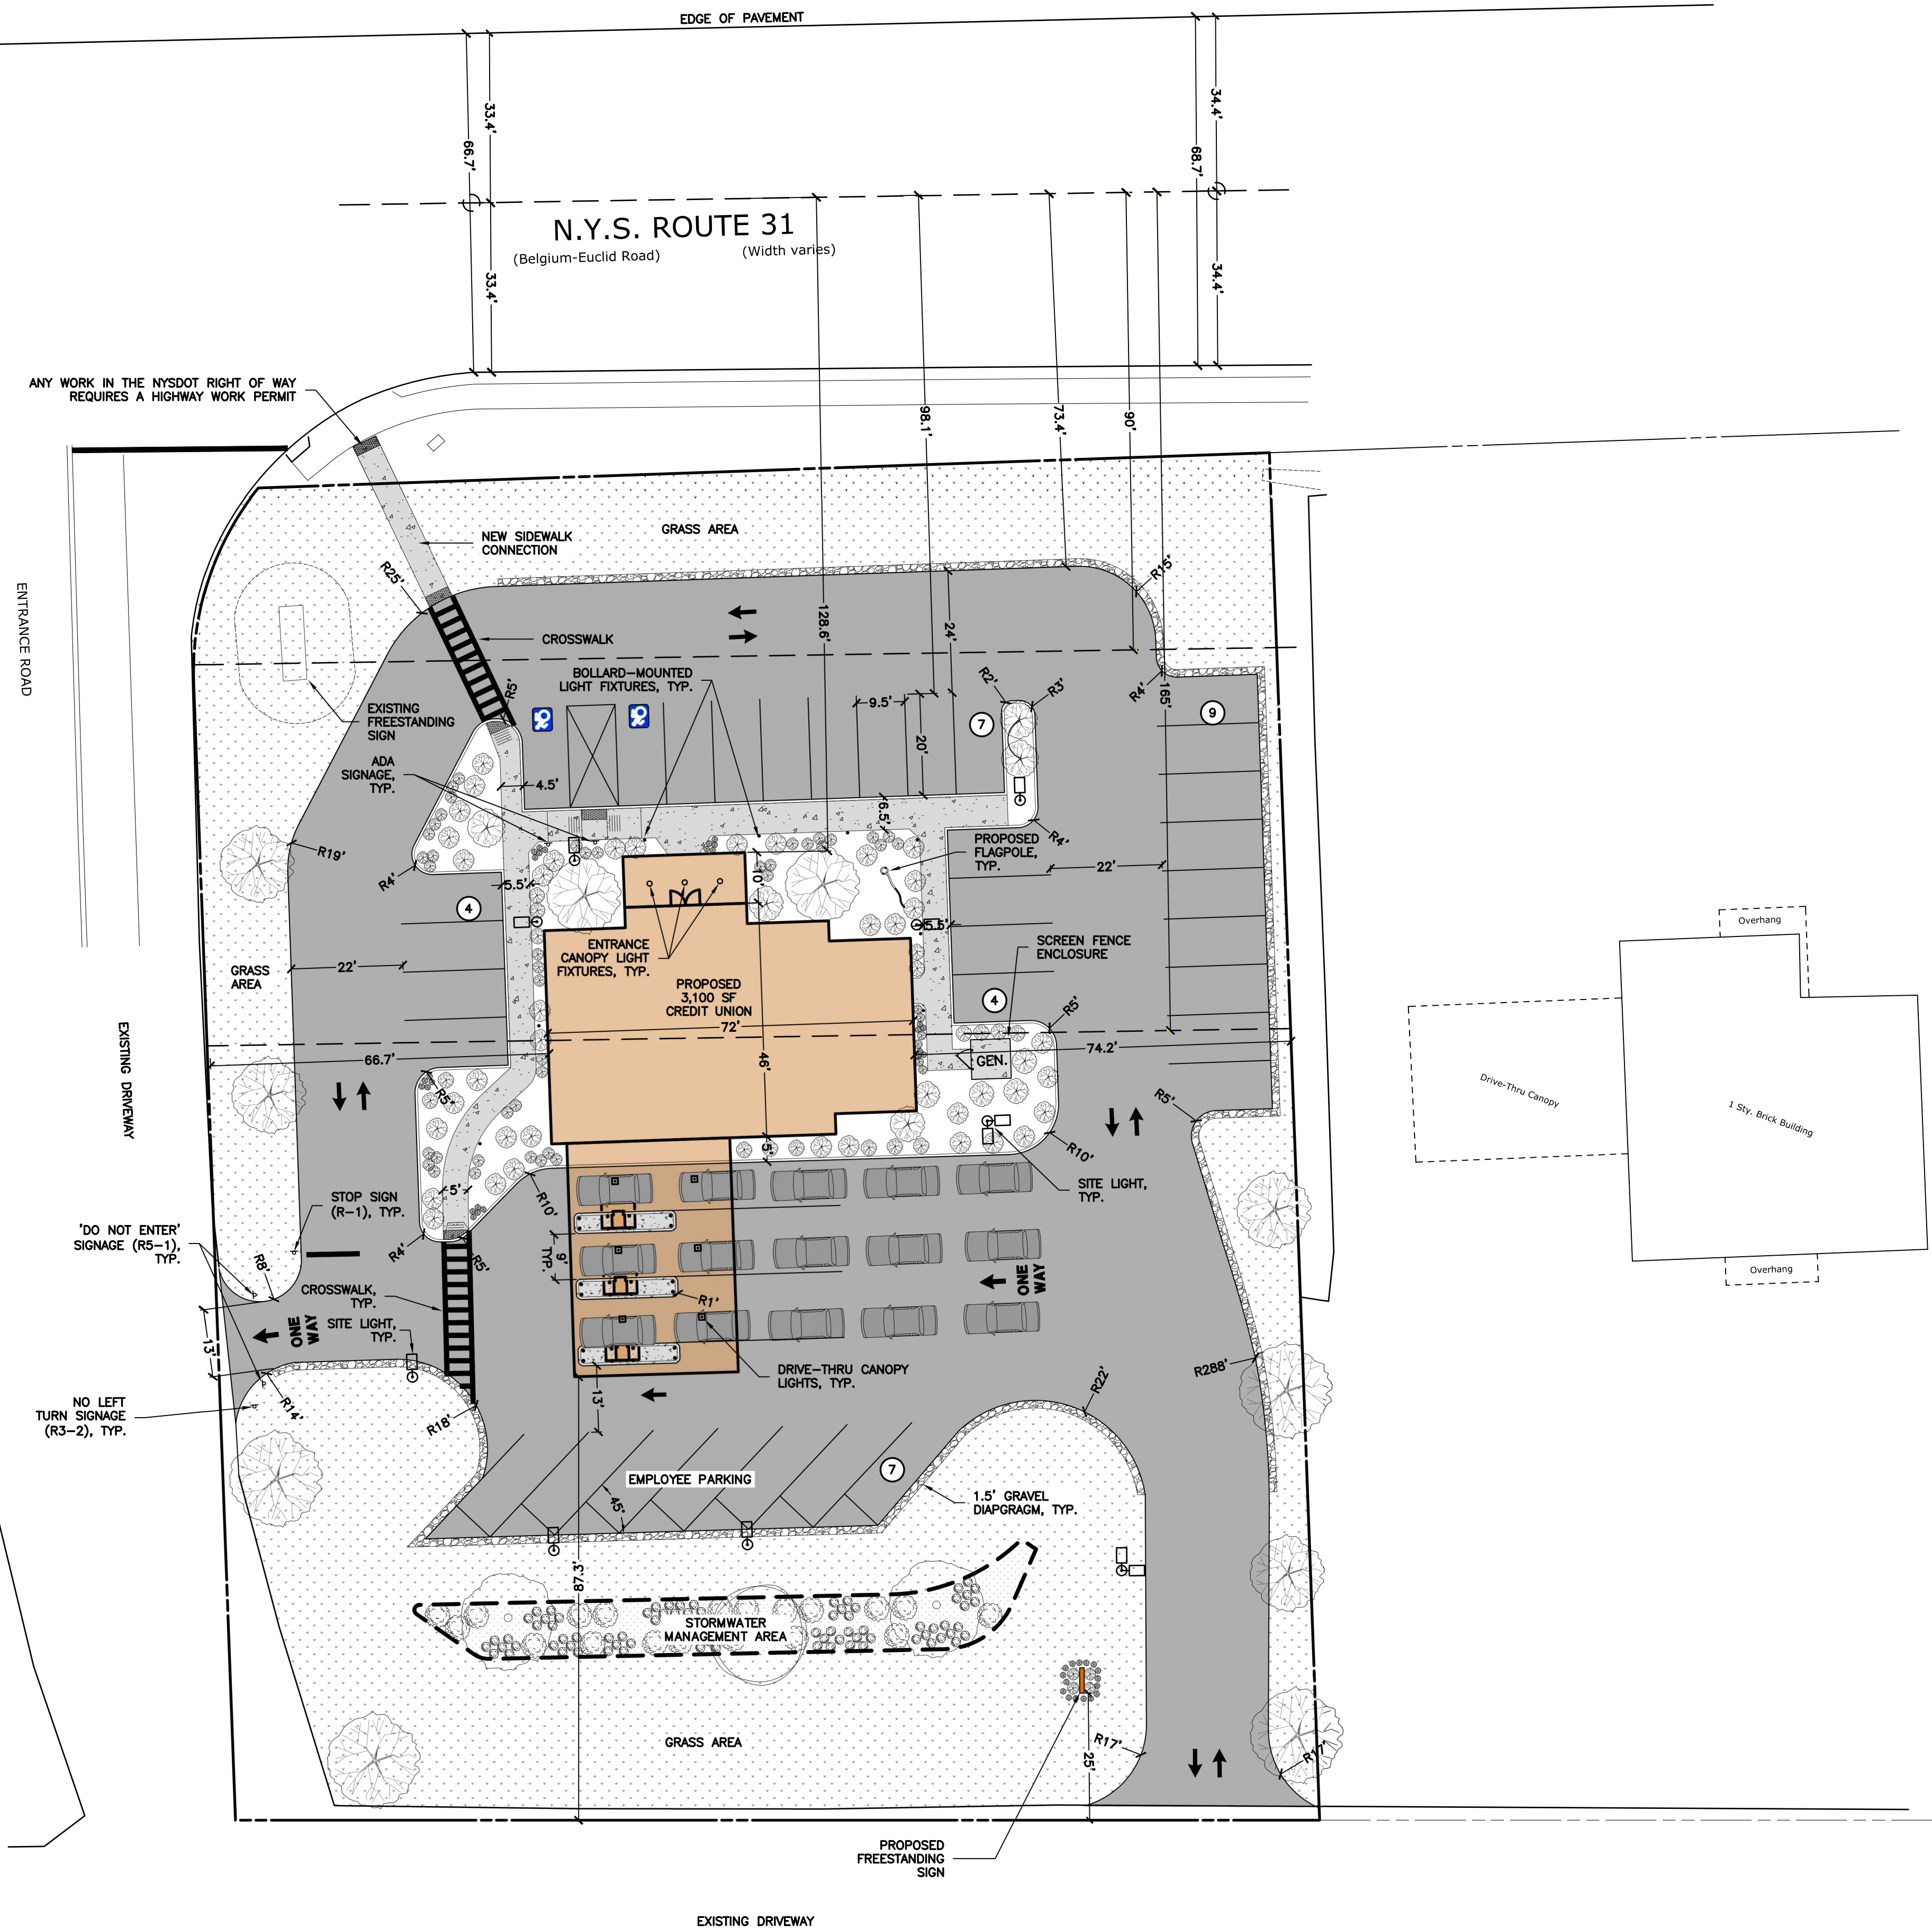 EDGE OF PAVEMENT
33.4'
66.7'
34.4'
68.7'
N.Y.S. ROUTE 31
(Belgium-Euclid Road)
(Width varies)
33.4'
34.4'
ANY WORK IN THE NYSDOT RIGHT OF WAY
REQUIRES A HIGHWAY WORK PERMIT
98.1'
73.4'
90'
GRASS AREA
NEW SIDEWALK
CONNECTION
R25'
R15'
ENTRANCE ROAD
128.6'
24'
CROSSWALK
BOLLARD-MOUNTED
LIGHT FIXTURES, TYP.
R5'
R2'
R3'
R4'
165'
EXISTING
FREESTANDING
SIGN
9.5'
7
9
20'
ADA
SIGNAGE,
TYP.
4.5'
6.5'
R19'
R4'
R4'
PROPOSED
FLAGPOLE,
TYP.
22'
10'
5.5'
4
5.5'
ENTRANCE
CANOPY LIGHT
FIXTURES, TYP.
SCREEN FENCE
ENCLOSURE
GRASS
AREA
22'
PROPOSED
3,100 SF
CREDIT UNION
4
R5'
72'
66.7'
46'
74.2'
GEN.
EXISTING DRIVEWAY
R5'
R5'
5'
R10'
Overhang
Drive-Thru Canopy
1 Sty. Brick Building
Overhang
STOP SIGN
(R-1), TYP.
5'
R10'
SITE LIGHT,
TYP.
'DO NOT ENTER'
SIGNAGE (R5-1),
TYP.
R8'
R4'
R5'
9'
TYP.
ONE
WAY
CROSSWALK,
TYP.
R1'
13'
ONE
WAY
SITE LIGHT,
TYP.
DRIVE-THRU CANOPY
LIGHTS, TYP.
R288'
NO LEFT
TURN SIGNAGE
(R3-2), TYP.
R14'
R18'
13'
R22'
EMPLOYEE PARKING
7
45°
1.5' GRAVEL
DIAPGRAGM, TYP.
87.3'
STORMWATER
MANAGEMENT AREA
GRASS AREA
R17'
25'
R17'
PROPOSED
FREESTANDING
SIGN
EXISTING DRIVEWAY